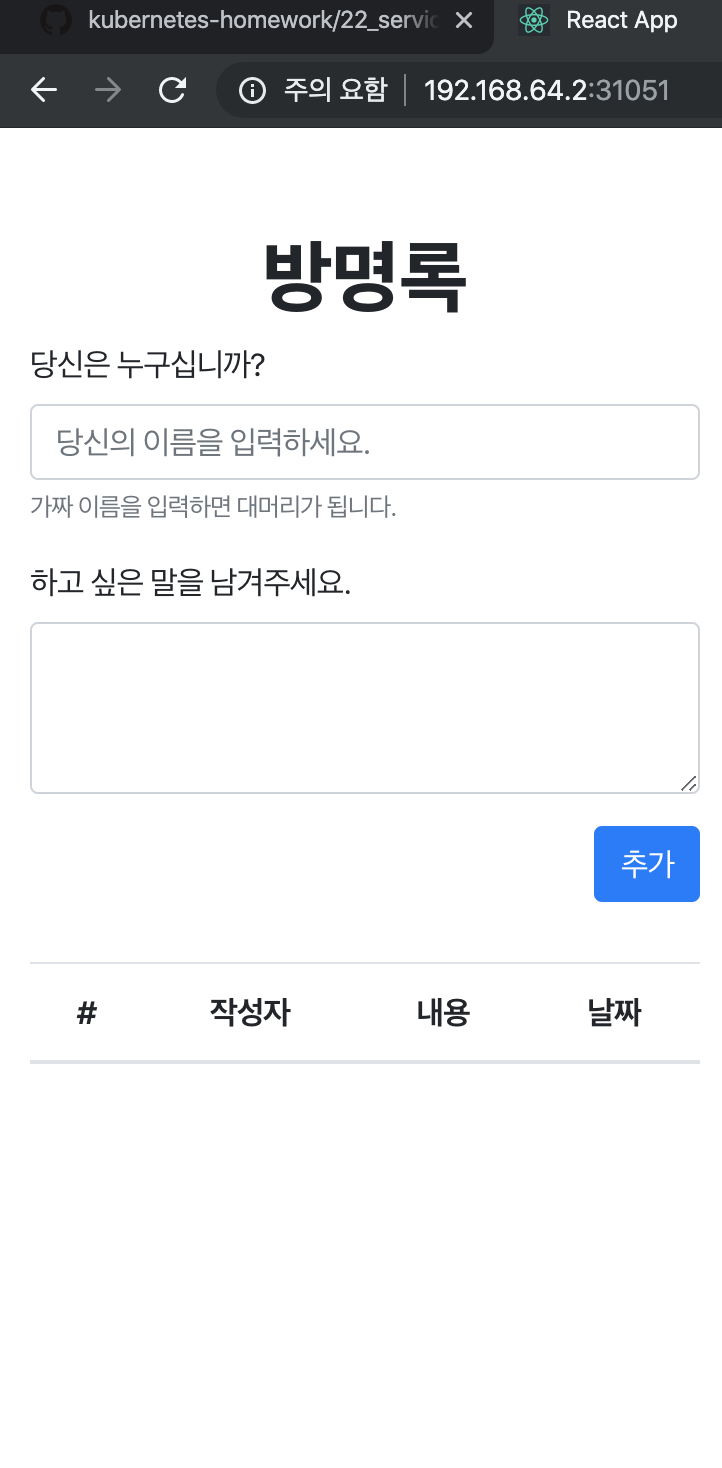 kubernetes-homework/22_servic
React App
주의 요함 192.168.64.2:31051
방명록
당신은 누구십니까?
당신의 이름을 입력하세요.
가짜 이름을 입력하면 대머리가 됩니다.
하고 싶은 말을 남겨주세요.
추가
# 작성자 내용 날짜